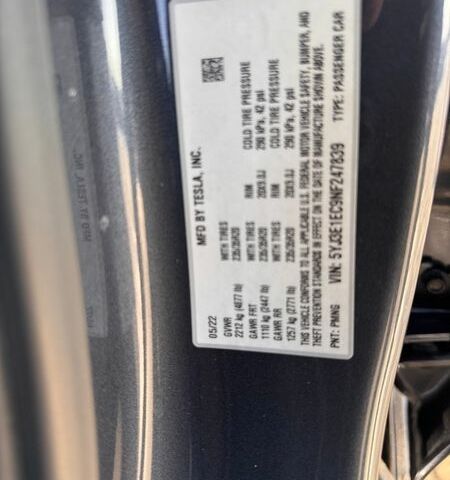 MFD BY TESLA, INC.
05/22
GVWR
2212 kg (4877 lb)
GAWR FRT WITH TIRES RIM COLD TIRE PRESSURE
1110 kg (2447 lb) 235/35R20 20X9.0J 290 kPa, 42 psi
GAWR RR WITH TIRES RIM COLD TIRE PRESSURE
1257 kg (2771 lb) 235/35R20 20X9.0J 290 kPa, 42 psi
THIS VEHICLE CONFORMS TO ALL APPLICABLE U.S. FEDERAL MOTOR VEHICLE SAFETY, BUMPER, AND
THEFT PREVENTION STANDARDS IN EFFECT ON THE DATE OF MANUFACTURE SHOWN ABOVE.
PNT: PMNG VIN: 5YJ3E1EC9NF247839 TYPE: PASSENGER CAR